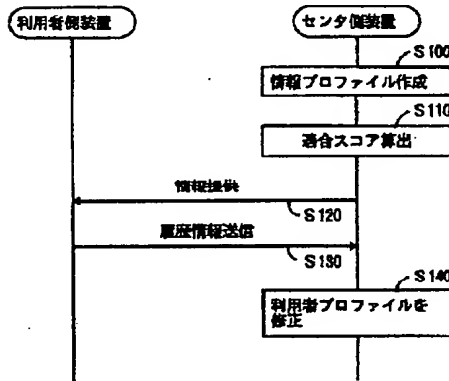 利用者側装置
センタ側装置
S100
情報プロファイル作成
S110
適合スコア算出
情報提供
S120
履歴情報送信
S130
S140
利用者プロファイルを
修正